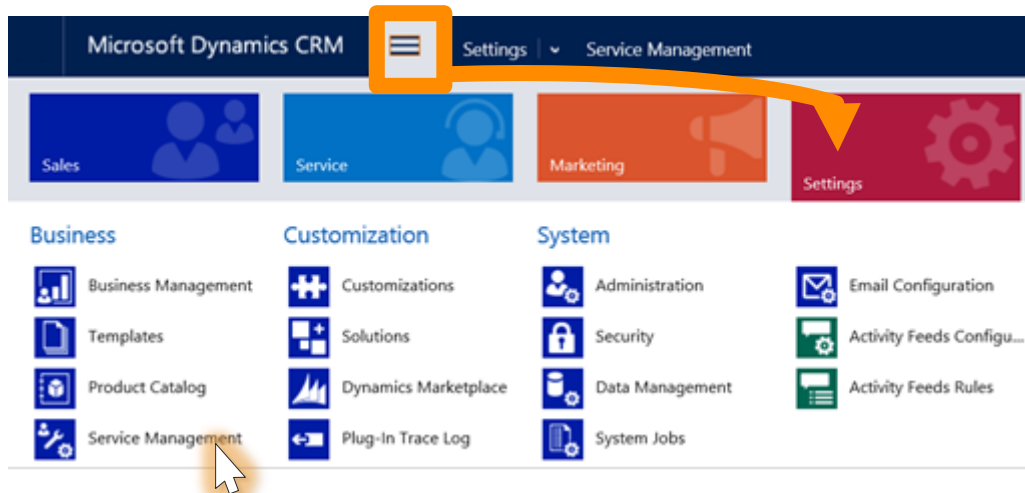 Microsoft Dynamics CRM Settings Service Management
Sales Service Marketing Settings
Business Customization System
Business Management Customizations Administration Email Configuration
Templates Solutions Security Activity Feeds Configu...
Product Catalog Dynamics Marketplace Data Management Activity Feeds Rules
Service Management Plug-In Trace Log System Jobs